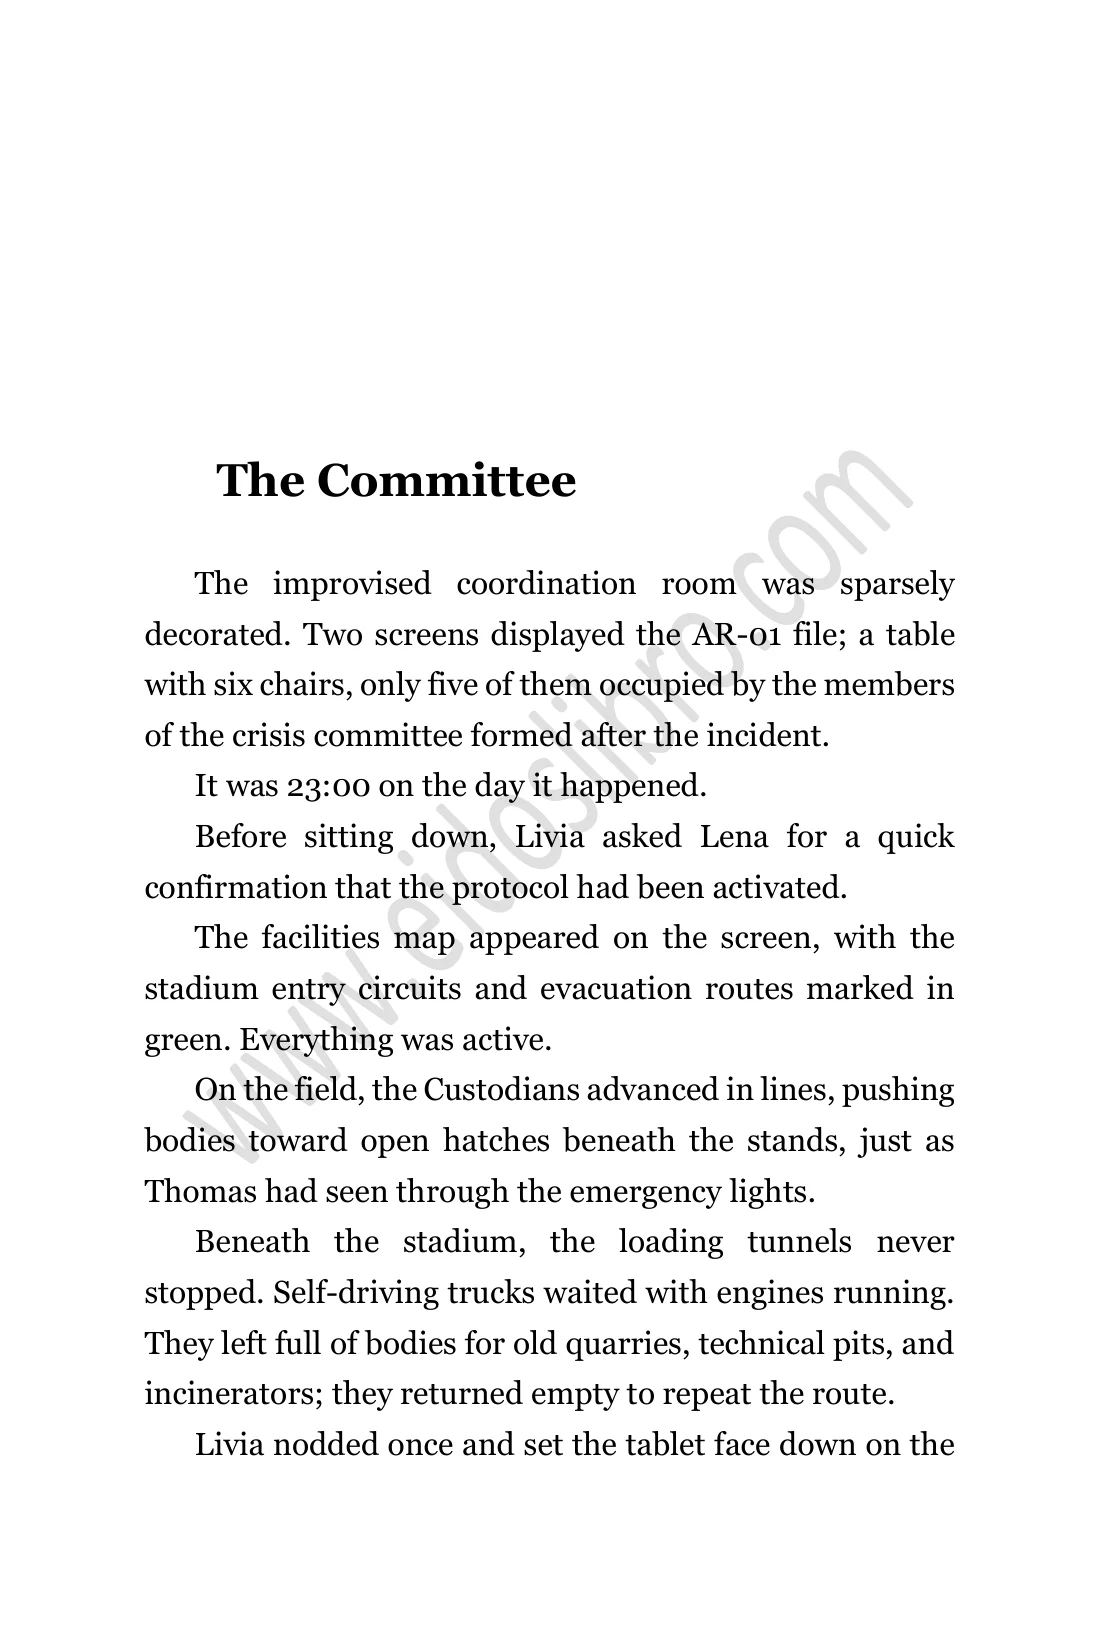 The Committee
The improvised coordination room was sparsely
decorated. Two screens displayed the AR-01 file; a table
with six chairs, only five of them occupied by the members
of the crisis committee formed after the incident.
It was 23:00 on the day it happened.
Before sitting down, Livia asked Lena for a quick
confirmation that the protocol had been activated.
The facilities map appeared on the screen, with the
stadium entry circuits and evacuation routes marked in
green. Everything was active.
On the field, the Custodians advanced in lines, pushing
bodies toward open hatches beneath the stands, just as
Thomas had seen through the emergency lights.
Beneath the stadium, the loading tunnels never
stopped. Self-driving trucks waited with engines running.
They left full of bodies for old quarries, technical pits, and
incinerators; they returned empty to repeat the route.
Livia nodded once and set the tablet face down on the
www.eidoslibro.com